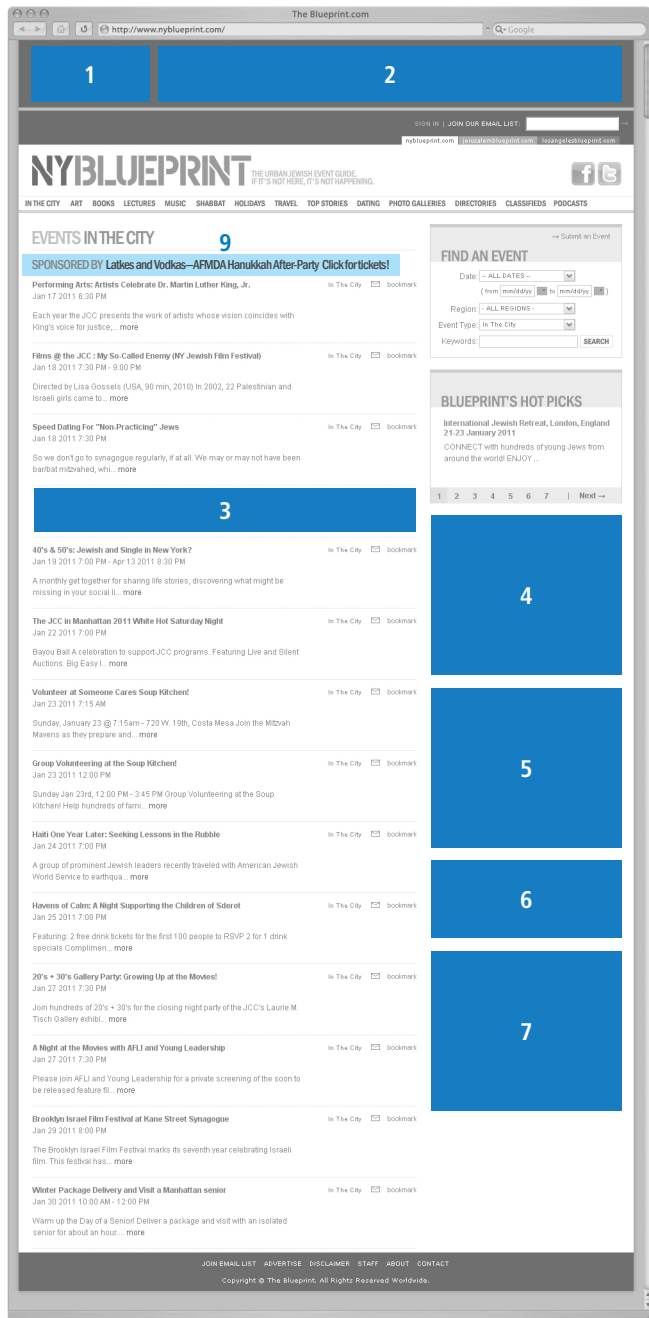 The Blueprint.com
http://www.nyblueprint.com/
Google
1
2
SIGN IN | JOIN OUR EMAIL LIST:
nyblueprint.com jerusalemblueprint.com losangelesblueprint.com
NYBLUEPRINT
THE URBAN JEWISH EVENT GUIDE.
IF IT'S NOT HERE, IT'S NOT HAPPENING.
IN THE CITY ART BOOKS LECTURES MUSIC SHABBAT HOLIDAYS TRAVEL TOP STORIES DATING PHOTO GALLERIES DIRECTORIES CLASSIFIEDS PODCASTS
EVENTS IN THE CITY
9
SPONSORED BY Latkes and Vodkas—AFMDA Hanukkah After-Party Click for tickets!
Performing Arts: Artists Celebrate Dr. Martin Luther King, Jr. In The City bookmark
Jan 17 2011 6:30 PM
Each year the JCC presents the work of artists whose vision coincides with
King's voice for justice,... more
Films @ the JCC : My So-Called Enemy (NY Jewish Film Festival) In The City bookmark
Jan 18 2011 7:30 PM - 9:00 PM
Directed by Lisa Gossels (USA, 90 min, 2010) In 2002, 22 Palestinian and
Israeli girls came to... more
Speed Dating For "Non-Practicing" Jews In The City bookmark
Jan 18 2011 7:30 PM
So we don't go to synagogue regularly, if at all. We may or may not have been
bar/bat mitzvahed, whi... more
3
40's & 50's: Jewish and Single in New York? In The City bookmark
Jan 19 2011 7:00 PM - Apr 13 2011 8:30 PM
A monthly get together for sharing life stories, discovering what might be
missing in your social li... more
The JCC in Manhattan 2011 White Hot Saturday Night In The City bookmark
Jan 22 2011 7:00 PM
Bayou Ball A celebration to support JCC programs. Featuring Live and Silent
Auctions. Big Easy l... more
Volunteer at Someone Cares Soup Kitchen! In The City bookmark
Jan 23 2011 7:15 AM
Sunday, January 23 @ 7:15am - 720 W. 19th, Costa Mesa Join the Mitzvah
Mavens as they prepare and... more
Group Volunteering at the Soup Kitchen! In The City bookmark
Jan 23 2011 12:00 PM
Sunday Jan 23rd, 12:00 PM - 3:45 PM Group Volunteering at the Soup
Kitchen! Help hundreds of fami... more
Haiti One Year Later: Seeking Lessons in the Rubble In The City bookmark
Jan 24 2011 7:00 PM
A group of prominent Jewish leaders recently traveled with American Jewish
World Service to earthqua... more
Havens of Calm: A Night Supporting the Children of Sderot In The City bookmark
Jan 25 2011 7:00 PM
Featuring: 2 free drink tickets for the first 100 people to RSVP 2 for 1 drink
specials Complimen... more
20's + 30's Gallery Party: Growing Up at the Movies! In The City bookmark
Jan 27 2011 7:30 PM
Join hundreds of 20's + 30's for the closing night party of the JCC's Laurie M.
Tisch Gallery exhibi... more
A Night at the Movies with AFLI and Young Leadership In The City bookmark
Jan 27 2011 7:30 PM
Please join AFLI and Young Leadership for a private screening of the soon to
be released feature fil... more
Brooklyn Israel Film Festival at Kane Street Synagogue In The City bookmark
Jan 29 2011 8:00 PM
The Brooklyn Israel Film Festival marks its seventh year celebrating Israeli
film. This festival has... more
Winter Package Delivery and Visit a Manhattan senior In The City bookmark
Jan 30 2011 10:00 AM - 12:00 PM
Warm up the Day of a Senior! Deliver a package and visit with an isolated
senior for about an hour.... more
→ Submit an Event
FIND AN EVENT
Date: -- ALL DATES --
( from mm/dd/yy to mm/dd/yy )
Region: - ALL REGIONS -
Event Type: In The City
Keywords: SEARCH
BLUEPRINT'S HOT PICKS
International Jewish Retreat, London, England
21-23 January 2011
CONNECT with hundreds of young Jews from
around the world! ENJOY ...
1 2 3 4 5 6 7 | Next →
4
5
6
7
JOIN EMAIL LIST ADVERTISE DISCLAIMER STAFF ABOUT CONTACT
Copyright © The Blueprint. All Rights Reserved Worldwide.